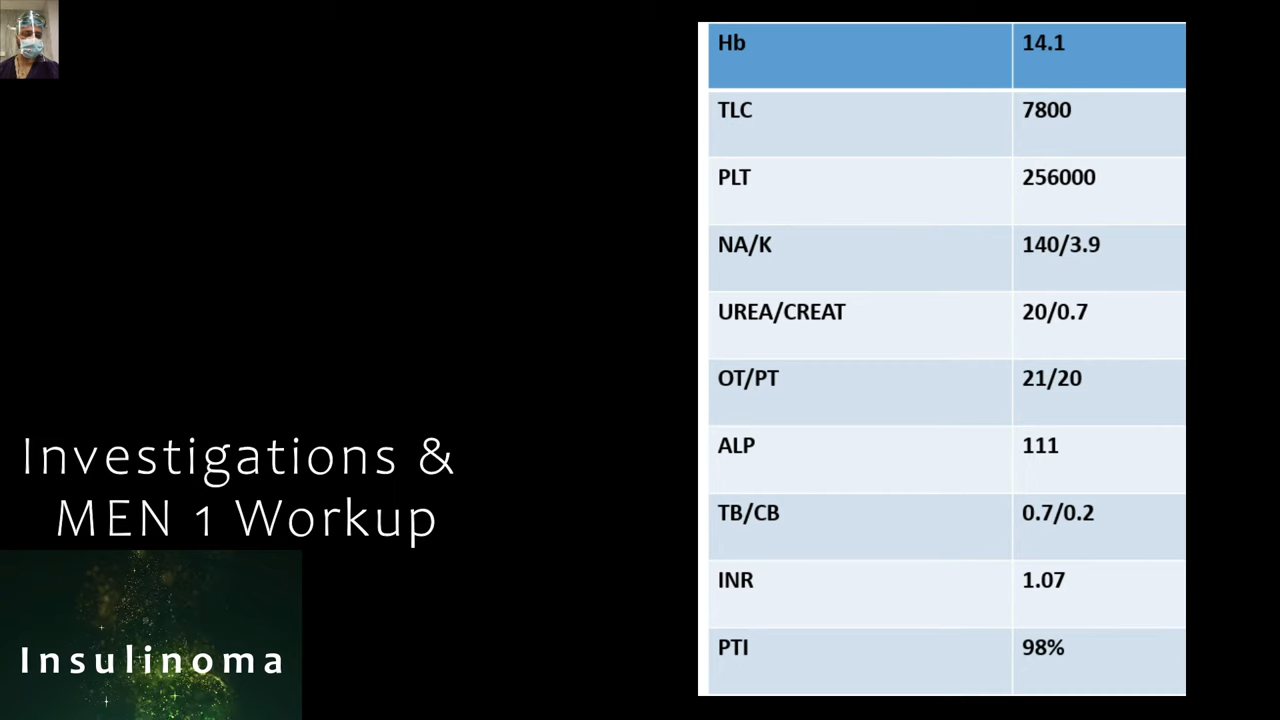 Investigations &
MEN 1 Workup
Insulinoma
Hb 14.1
TLC 7800
PLT 256000
NA/K 140/3.9
UREA/CREAT 20/0.7
OT/PT 21/20
ALP 111
TB/CB 0.7/0.2
INR 1.07
PTI 98%